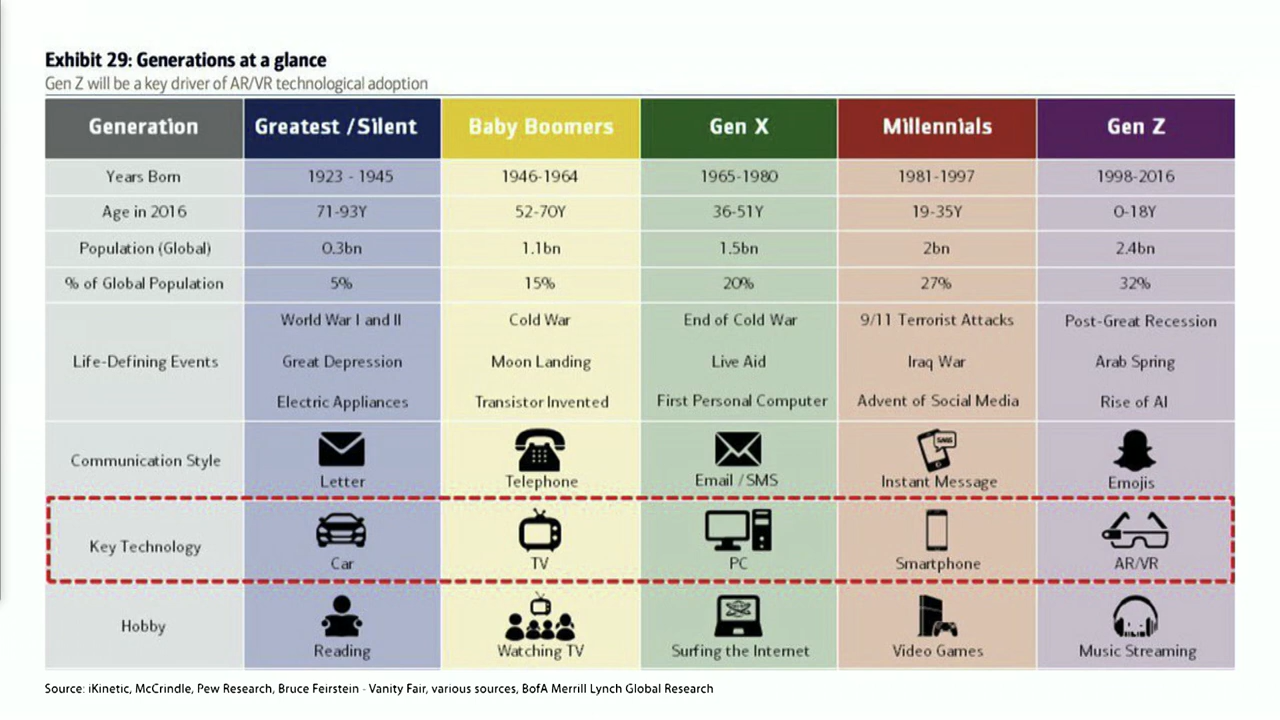 Exhibit 29: Generations at a glance
Gen Z will be a key driver of AR/VR technological adoption
Generation Greatest /Silent Baby Boomers Gen X Millennials Gen Z
Years Born 1923 - 1945 1946-1964 1965-1980 1981-1997 1998-2016
Age in 2016 71-93Y 52-70Y 36-51Y 19-35Y 0-18Y
Population (Global) 0.3bn 1.1bn 1.5bn 2bn 2.4bn
% of Global Population 5% 15% 20% 27% 32%
World War I and II Cold War End of Cold War 9/11 Terrorist Attacks Post-Great Recession
Life-Defining Events Great Depression Moon Landing Live Aid Iraq War Arab Spring
Electric Appliances Transistor Invented First Personal Computer Advent of Social Media Rise of AI
SMS
Communication Style
Letter Telephone Email /SMS Instant Message Emojis
Key Technology
Car TV PC Smartphone AR/VR
Hobby
Reading Watching TV Surfing the Internet Video Games Music Streaming
Source: iKinetic, McCrindle, Pew Research, Bruce Feirstein - Vanity Fair, various sources, BofA Merrill Lynch Global Research